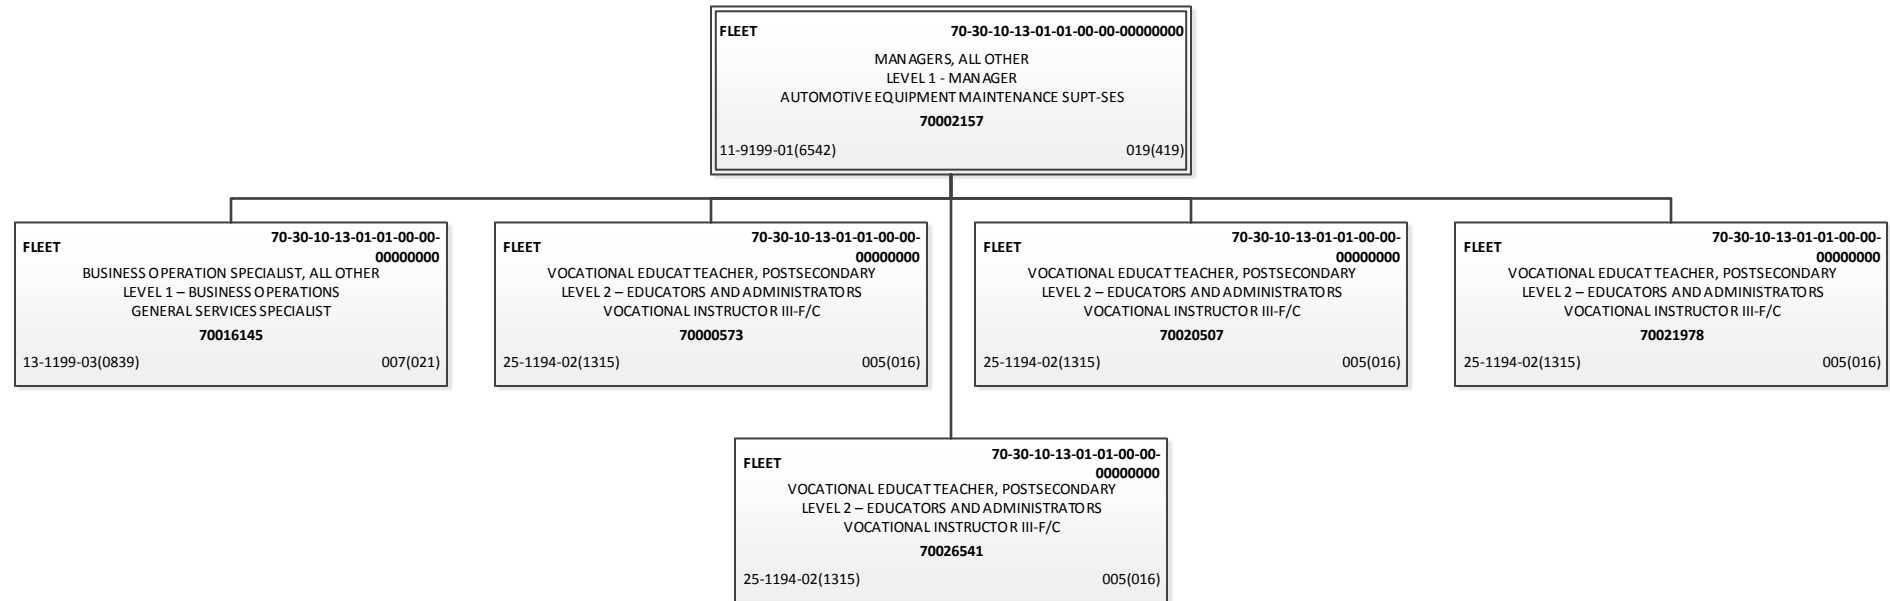 FLEET 70-30-10-13-01-01-00-00-00000000
MANAGERS, ALL OTHER
LEVEL 1 - MANAGER
AUTOMOTIVE EQUIPMENT MAINTENANCE SUPT-SES
70002157
11-9199-01(6542) 019(419)
FLEET 70-30-10-13-01-01-00-00-
00000000
BUSINESS OPERATION SPECIALIST, ALL OTHER
LEVEL 1 – BUSINESS OPERATIONS
GENERAL SERVICES SPECIALIST
70016145
13-1199-03(0839) 007(021)
FLEET 70-30-10-13-01-01-00-00-
00000000
VOCATIONAL EDUCAT TEACHER, POSTSECONDARY
LEVEL 2 – EDUCATORS AND ADMINISTRATORS
VOCATIONAL INSTRUCTOR III-F/C
70000573
25-1194-02(1315) 005(016)
FLEET 70-30-10-13-01-01-00-00-
00000000
VOCATIONAL EDUCAT TEACHER, POSTSECONDARY
LEVEL 2 – EDUCATORS AND ADMINISTRATORS
VOCATIONAL INSTRUCTOR III-F/C
70020507
25-1194-02(1315) 005(016)
FLEET 70-30-10-13-01-01-00-00-
00000000
VOCATIONAL EDUCAT TEACHER, POSTSECONDARY
LEVEL 2 – EDUCATORS AND ADMINISTRATORS
VOCATIONAL INSTRUCTOR III-F/C
70021978
25-1194-02(1315) 005(016)
FLEET 70-30-10-13-01-01-00-00-
00000000
VOCATIONAL EDUCAT TEACHER, POSTSECONDARY
LEVEL 2 – EDUCATORS AND ADMINISTRATORS
VOCATIONAL INSTRUCTOR III-F/C
70026541
25-1194-02(1315) 005(016)